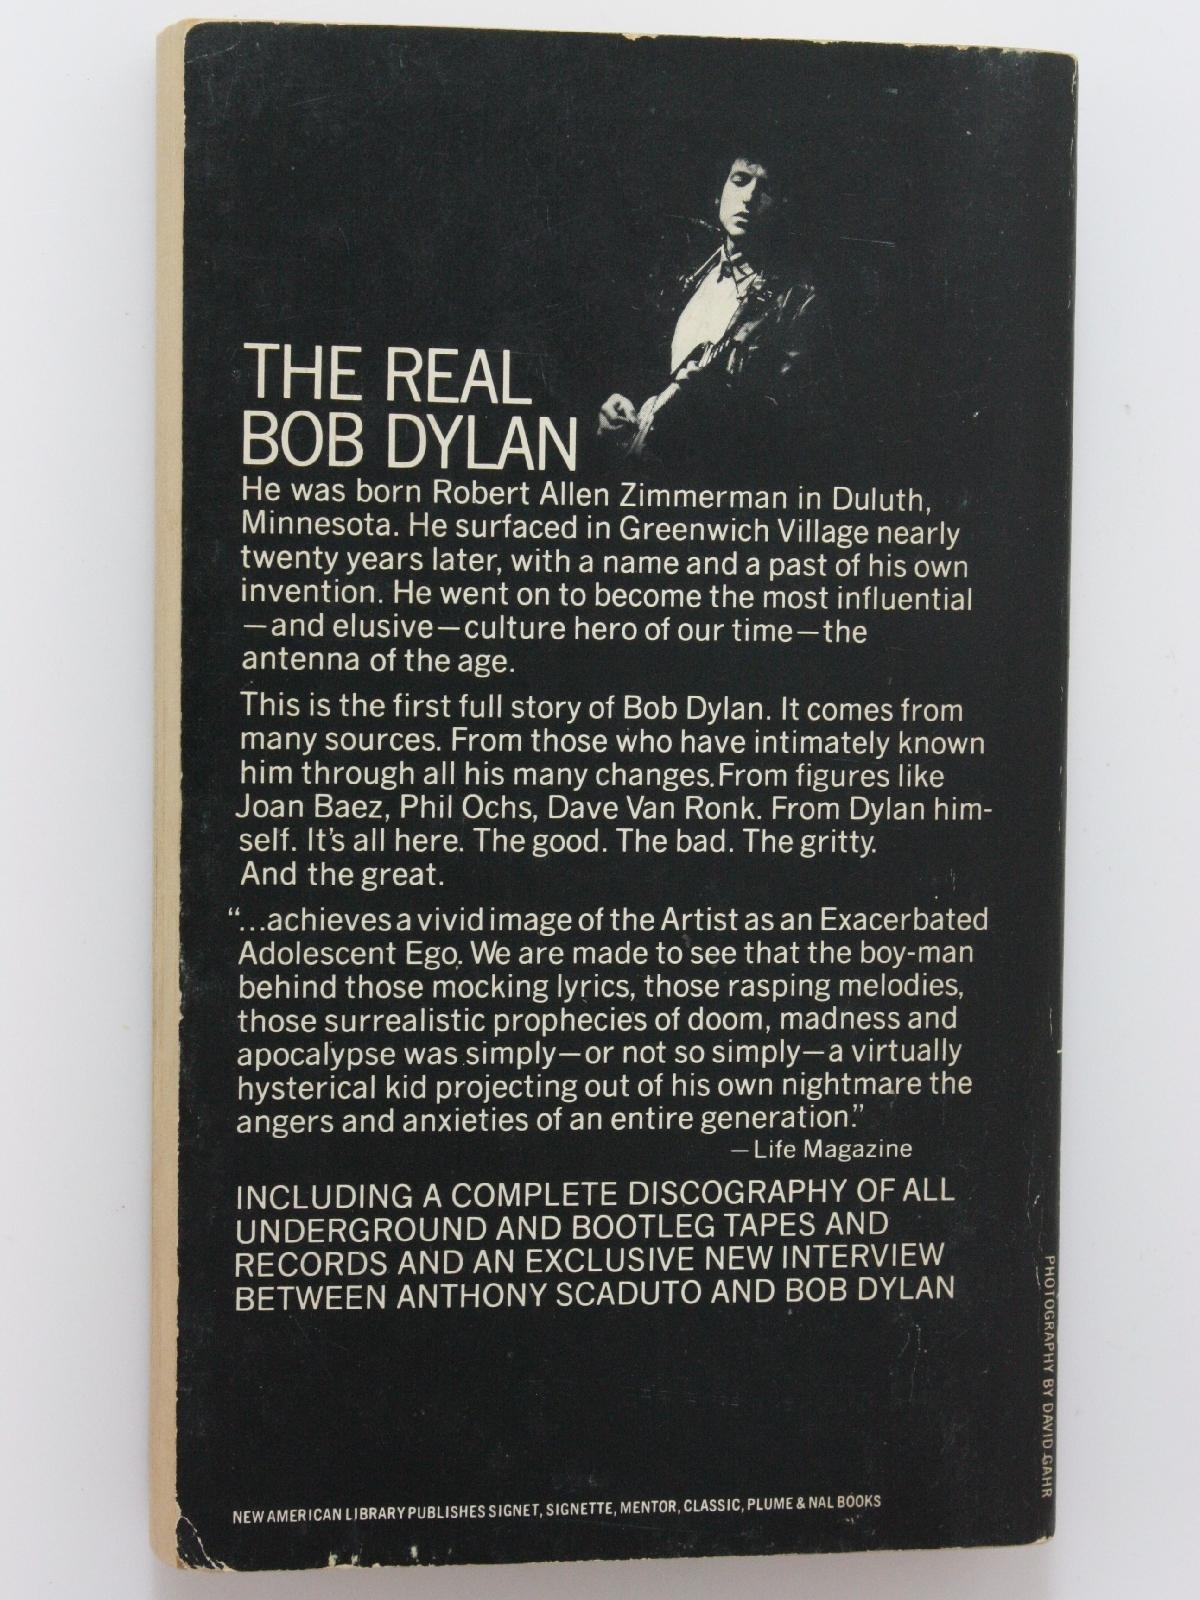 THE REAL
BOB DYLAN
He was born Robert Allen Zimmerman in Duluth,
Minnesota. He surfaced in Greenwich Village nearly
twenty years later, with a name and a past of his own
invention. He went on to become the most influential
—and elusive—culture hero of our time—the
antenna of the age.
This is the first full story of Bob Dylan. It comes from
many sources. From those who have intimately known
him through all his many changes. From figures like
Joan Baez, Phil Ochs, Dave Van Ronk. From Dylan him-
self. It's all here. The good. The bad. The gritty.
And the great.
“...achieves a vivid image of the Artist as an Exacerbated
Adolescent Ego. We are made to see that the boy-man
behind those mocking lyrics, those rasping melodies,
those surrealistic prophecies of doom, madness and
apocalypse was simply—or not so simply—a virtually
hysterical kid projecting out of his own nightmare the
angers and anxieties of an entire generation.”
—Life Magazine
INCLUDING A COMPLETE DISCOGRAPHY OF ALL
UNDERGROUND AND BOOTLEG TAPES AND
RECORDS AND AN EXCLUSIVE NEW INTERVIEW
BETWEEN ANTHONY SCADUTO AND BOB DYLAN
PHOTOGRAPHY BY DAVID GAHR
NEW AMERICAN LIBRARY PUBLISHES SIGNET, SIGNETTE, MENTOR, CLASSIC, PLUME & NAL BOOKS